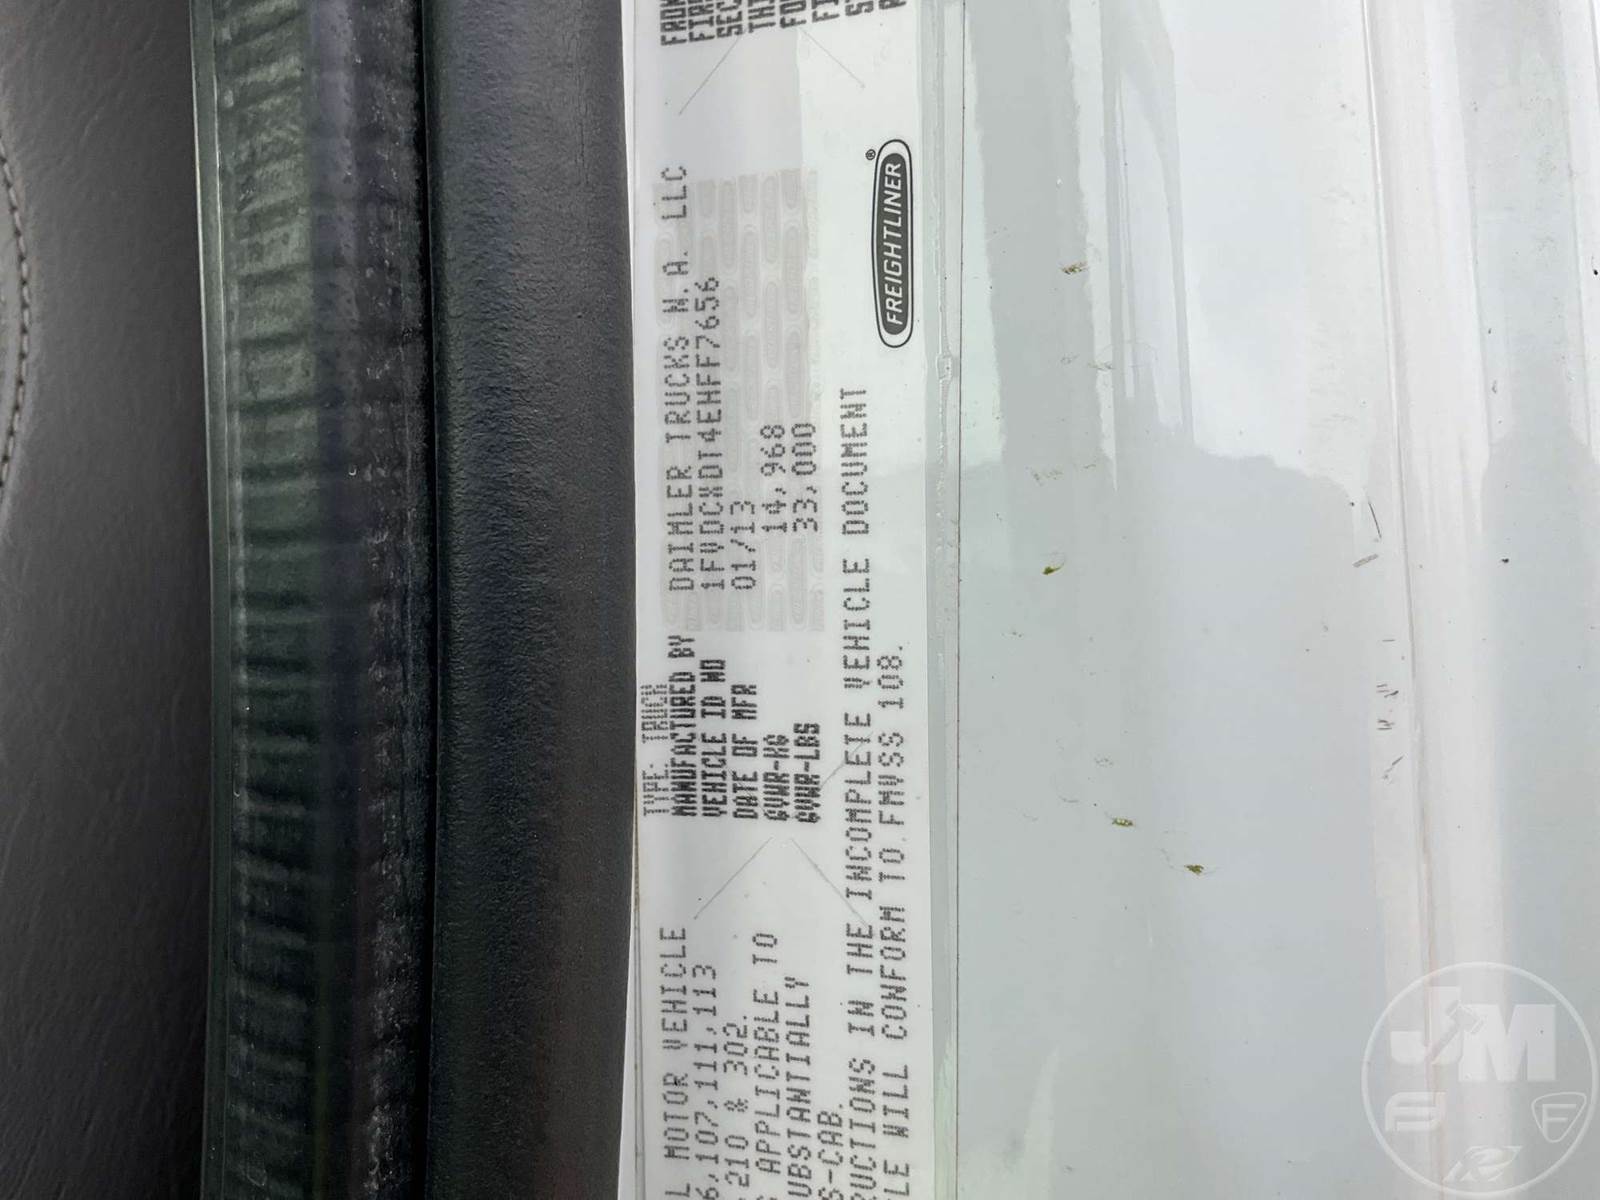 TYPE: TRUCK
MANUFACTURED BY DAIMLER TRUCKS N.A. LLC
VEHICLE ID NO 1FVDCXDT4EHFF7656
DATE OF MFR 01/13
GVWR-KG 14,968
GVWR-LBS 33,000
L MOTOR VEHICLE
6,107,111,113
210 & 302.
APPLICABLE TO
UBSTANTIALLY
S-CAB.
UCTIONS IN THE INCOMPLETE VEHICLE DOCUMENT
LE WILL CONFORM TO FMVSS 108.
FREIGHTLINER®
JM